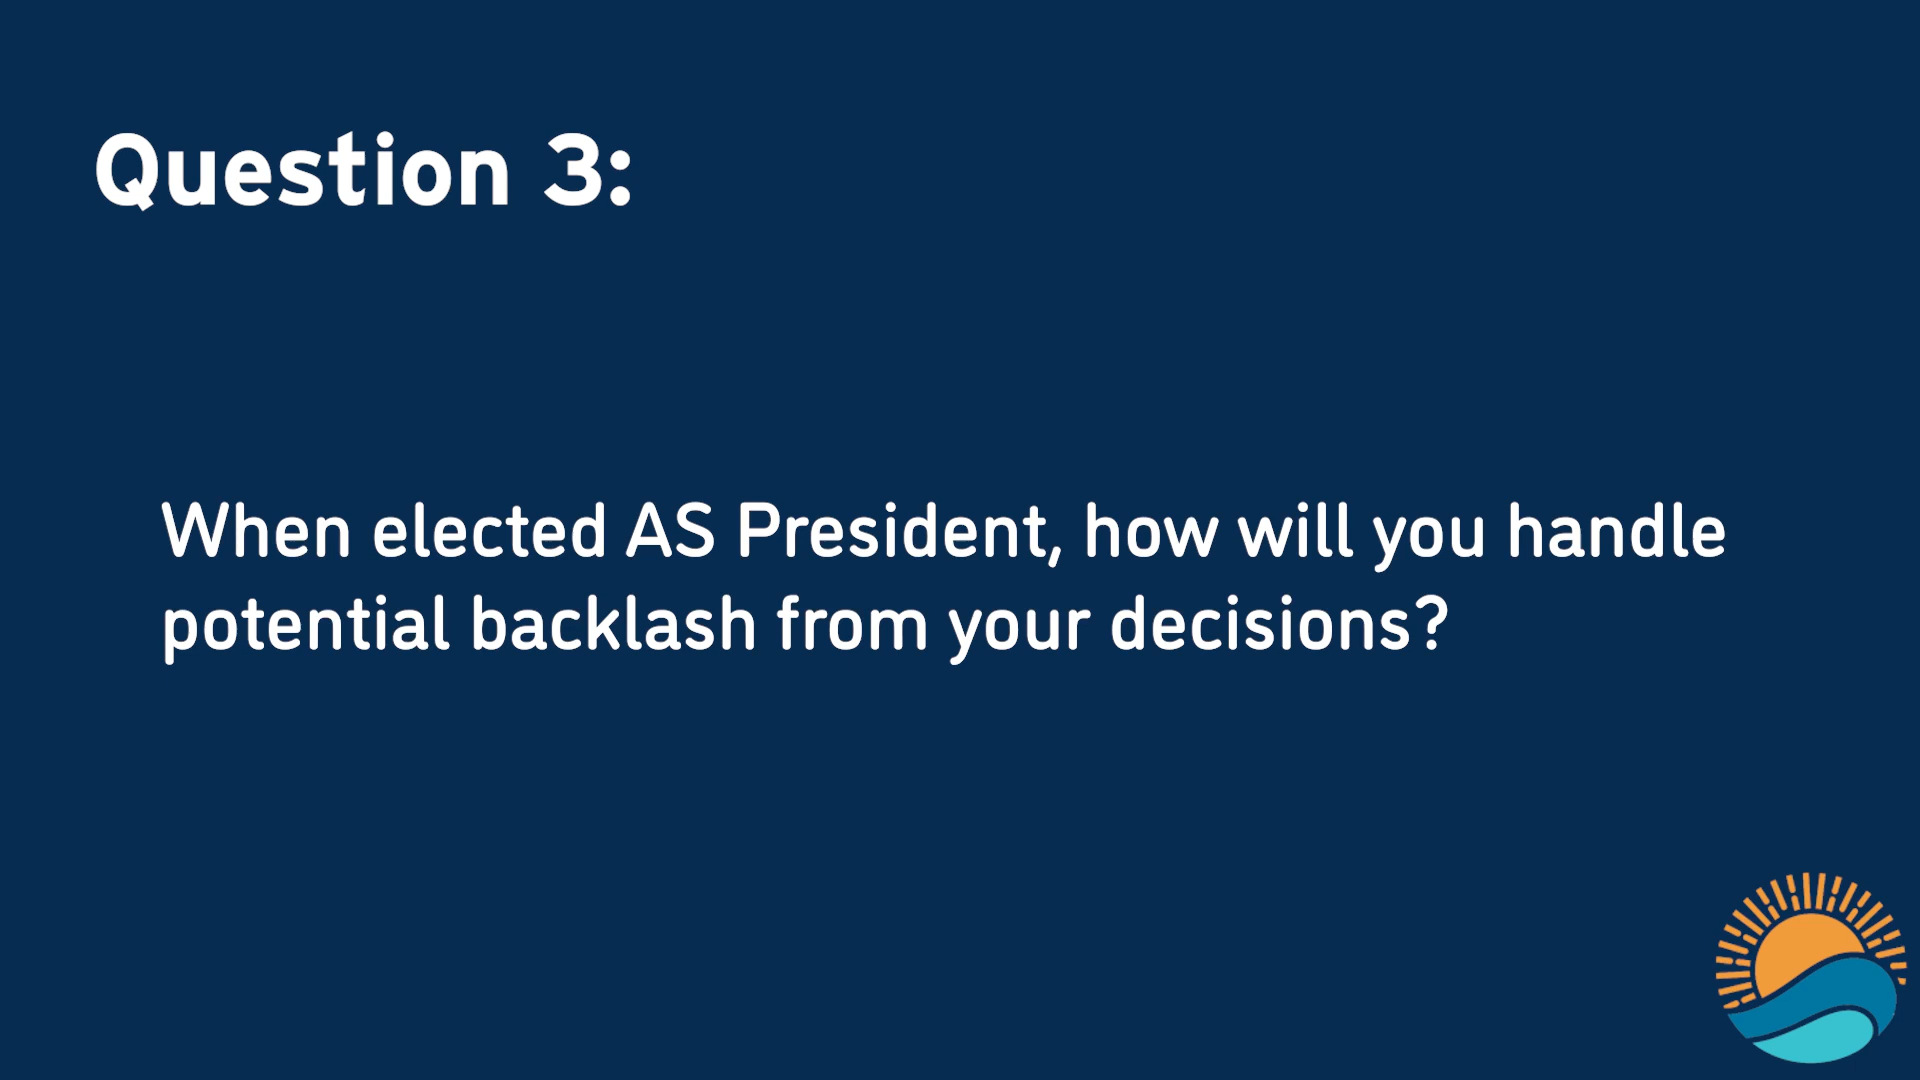 Question 3:
When elected AS President, how will you handle
potential backlash from your decisions?